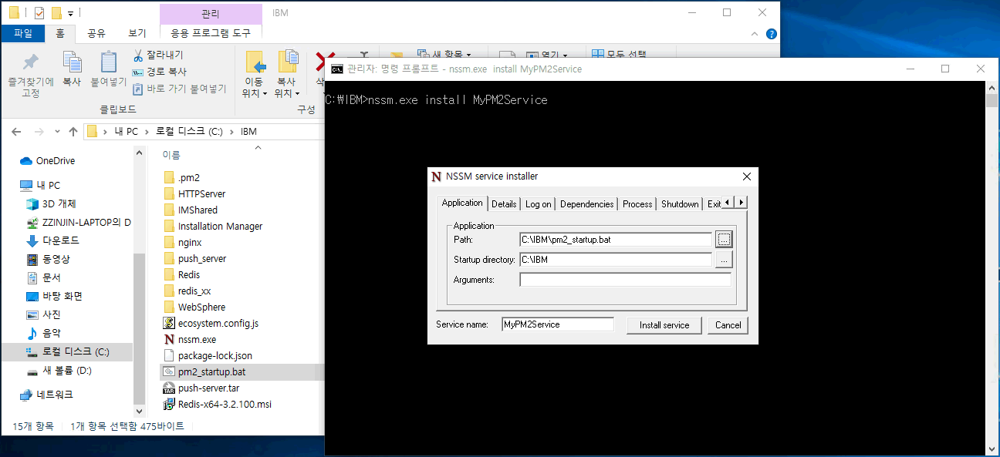 관리
IBM
파일
홈
공유
보기
응용 프로그램 도구
즐겨찾기에
고정
복사
붙여넣기
잘라내기
경로 복사
바로 가기 붙여넣기
클립보드
이동
위치
복사
위치
구성
새 항목
열기
모두 선택
내 PC
로컬 디스크 (C:)
IBM
OneDrive
내 PC
3D 개체
ZZINJIN-LAPTOP의 D
다운로드
동영상
문서
바탕 화면
사진
음악
로컬 디스크 (C:)
새 볼륨 (D:)
네트워크
이름
.pm2
HTTPServer
IMShared
Installation Manager
nginx
push_server
Redis
redis_xx
WebSphere
ecosystem.config.js
nssm.exe
package-lock.json
pm2_startup.bat
push-server.tar
Redis-x64-3.2.100.msi
15개 항목
1개 항목 선택함 475바이트
관리자: 명령 프롬프트 - nssm.exe  install MyPM2Service
C:\IBM>nssm.exe install MyPM2Service
NSSM service installer
Application
Details
Log on
Dependencies
Process
Shutdown
Exit
Application
Path:
C:\IBM\pm2_startup.bat
...
Startup directory:
C:\IBM
...
Arguments:
Service name:
MyPM2Service
Install service
Cancel